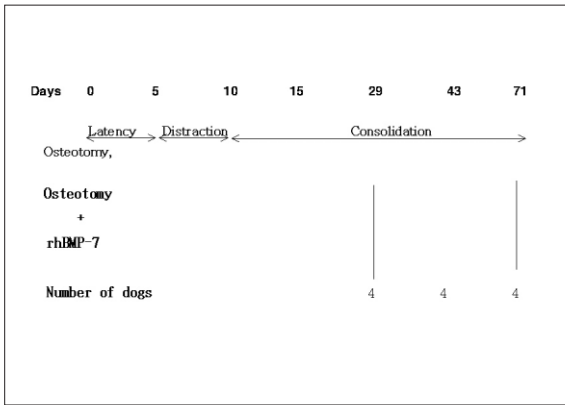 Days 0 5 10 15 29 43 71
Latency Distraction Consolidation
Osteotomy,
Osteotomy
+
rhBMP-7
Number of dogs 4 4 4